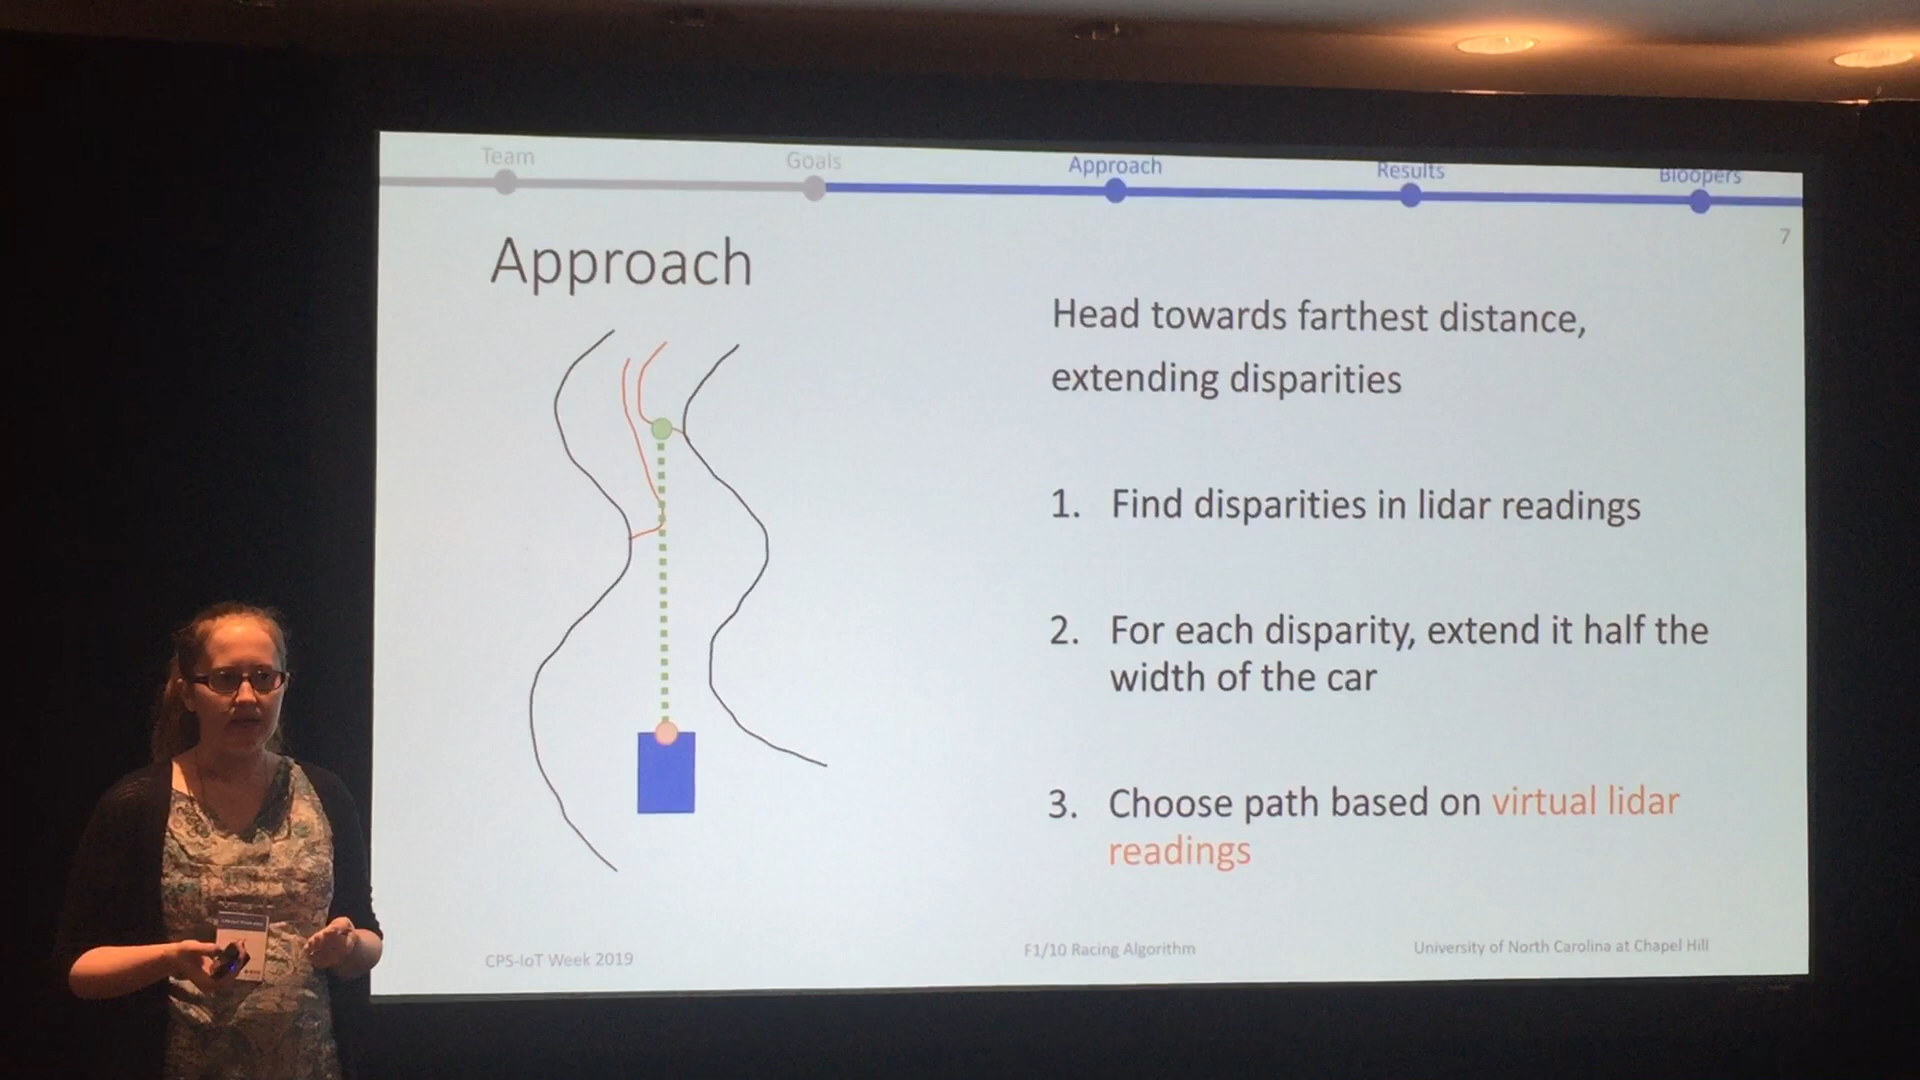 Team
Goals
Approach
Results
Bloopers
7
Approach
Head towards farthest distance,
extending disparities
1. Find disparities in lidar readings
2. For each disparity, extend it half the
width of the car
3. Choose path based on virtual lidar
readings
CPS-IoT Week 2019
F1/10 Racing Algorithm
University of North Carolina at Chapel Hill